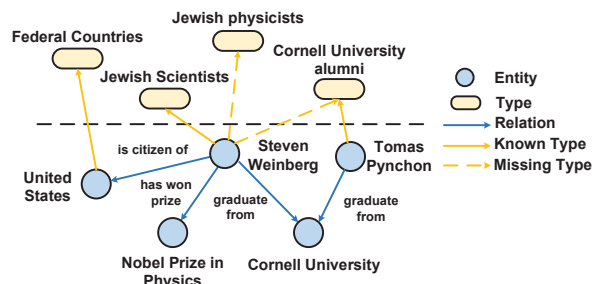 Jewish physicists
Federal Countries
Cornell University
alumni
Jewish Scientists
Entity
Type
Relation
Known Type
Missing Type
is citizen of
Steven
Weinberg
Tomas
Pynchon
United
States
has won
prize
graduate
from
graduate
from
Nobel Prize in
Physics
Cornell University